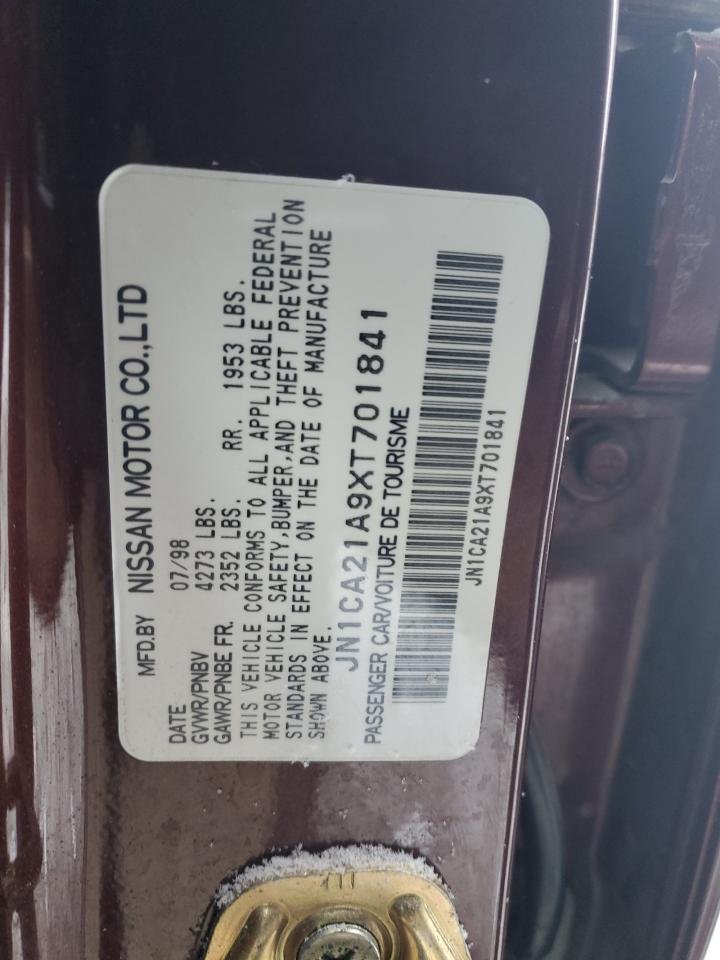 MFD.BY NISSAN MOTOR CO.,LTD
DATE 07/98
GVWR/PNBV 4273 LBS.
GAWR/PNBE FR. 2352 LBS. RR. 1953 LBS.
THIS VEHICLE CONFORMS TO ALL APPLICABLE FEDERAL
MOTOR VEHICLE SAFETY,BUMPER,AND THEFT PREVENTION
STANDARDS IN EFFECT ON THE DATE OF MANUFACTURE
SHOWN ABOVE.
JN1CA21A9XT701841
PASSENGER CAR/VOITURE DE TOURISME
JN1CA21A9XT701841